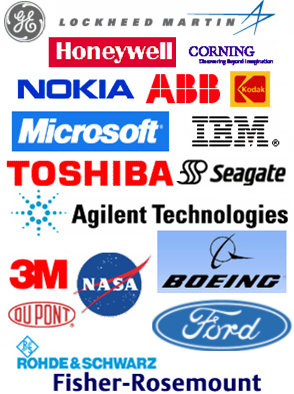 GE
LOCKHEED MARTIN
Honeywell
CORNING
Discovering Beyond Imagination
NOKIA
ABB
Kodak
Microsoft®
IBM®
TOSHIBA
Seagate
Agilent Technologies
3M
NASA
BOEING
DU PONT
Ford
ROHDE & SCHWARZ
Fisher-Rosemount